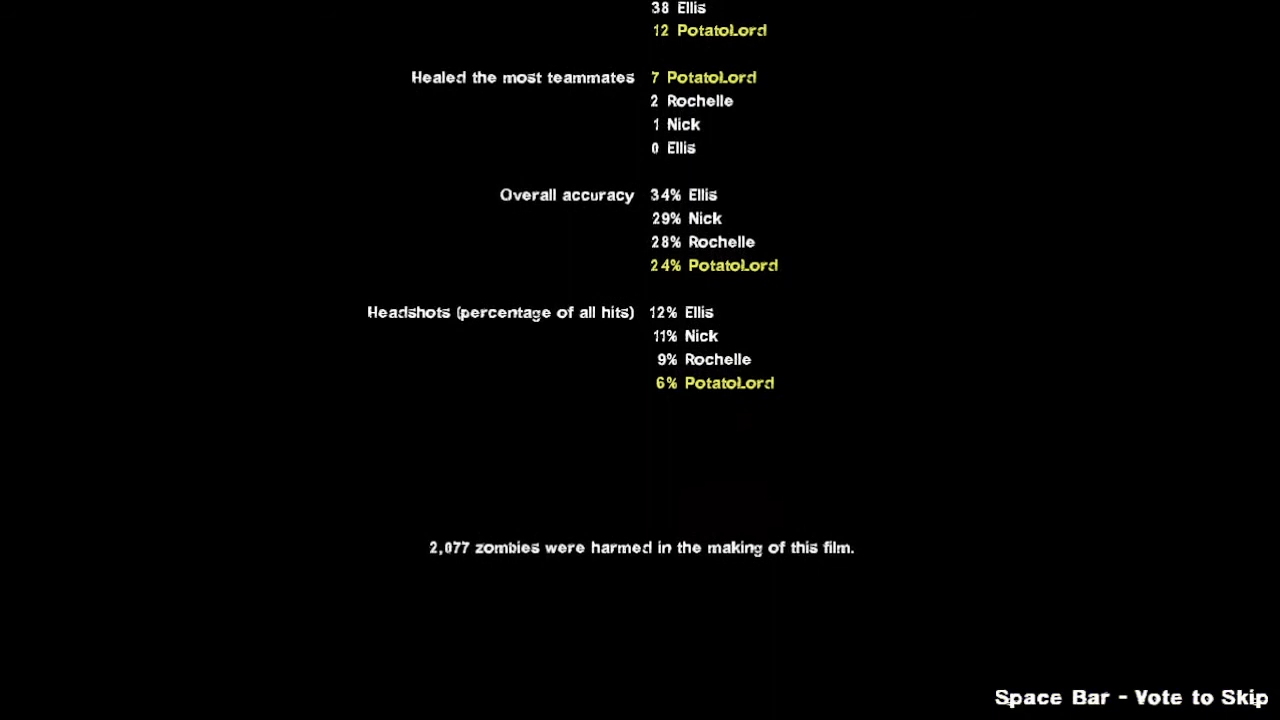 38 Ellis
12 PotatoLord
Healed the most teammates 7 PotatoLord
2 Rochelle
1 Nick
0 Ellis
Overall accuracy 34% Ellis
29% Nick
28% Rochelle
24% PotatoLord
Headshots (percentage of all hits) 12% Ellis
11% Nick
9% Rochelle
6% PotatoLord
2,077 zombies were harmed in the making of this film.
Space Bar - Vote to Skip